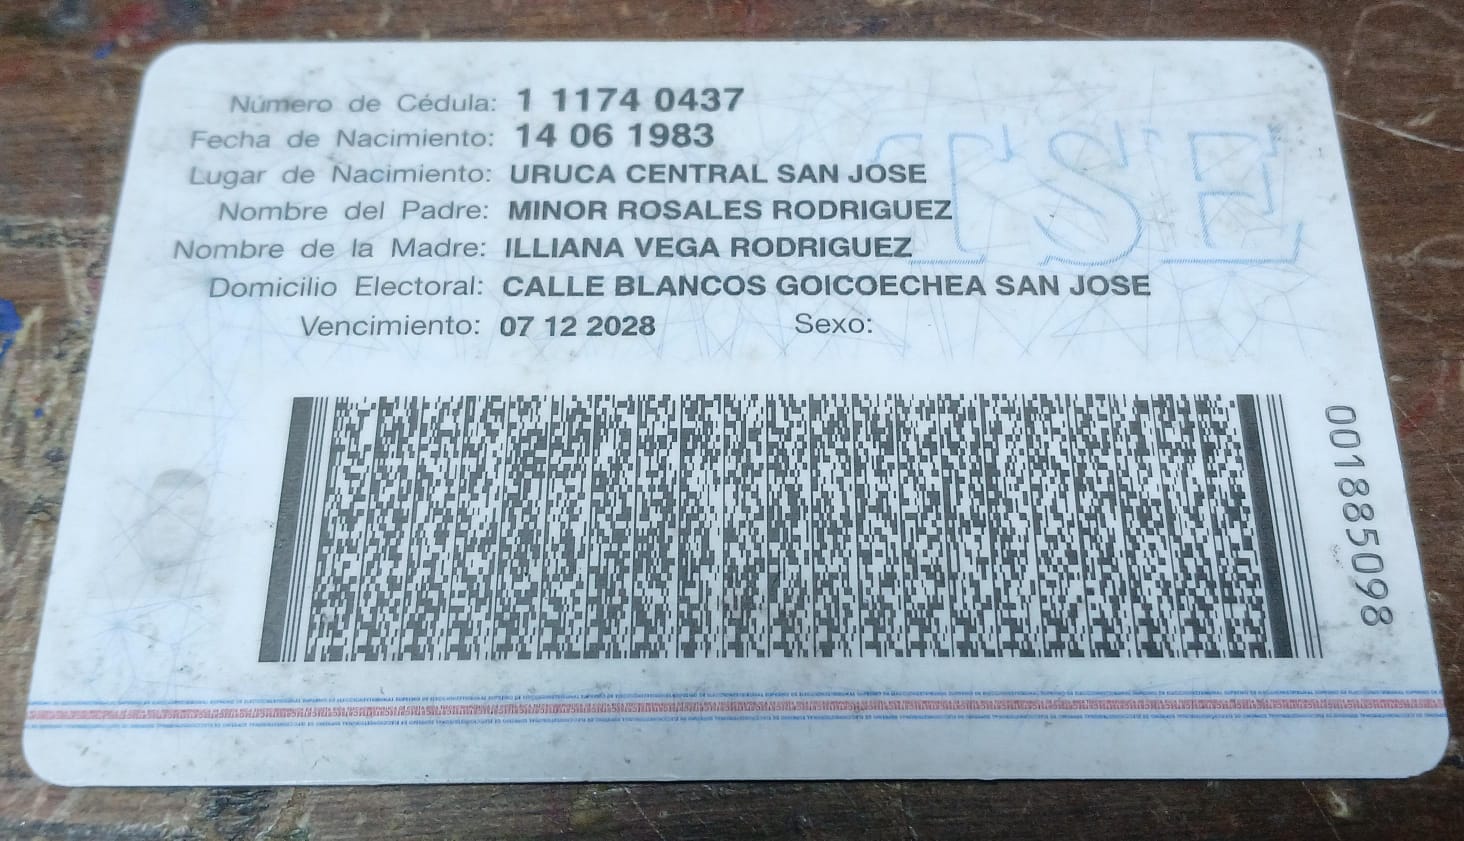 Número de Cédula: 1 1174 0437
Fecha de Nacimiento: 14 06 1983
Lugar de Nacimiento: URUCA CENTRAL SAN JOSE
Nombre del Padre: MINOR ROSALES RODRIGUEZ
Nombre de la Madre: ILLIANA VEGA RODRIGUEZ
Domicilio Electoral: CALLE BLANCOS GOICOECHEA SAN JOSE
Vencimiento: 07 12 2028 Sexo:
TSE
001885098